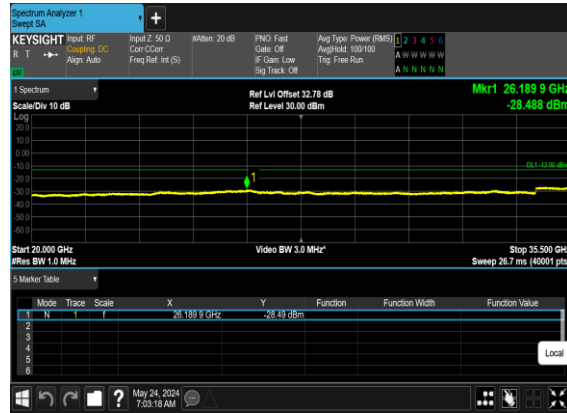 Spectrum Analyzer 1
Swept SA
+
KEYSIGHT Input: RF Input Z: 50 Ω #Atten: 20 dB PNO: Fast Avg Type: Power (RMS) 1 2 3 4 5 6
R T Coupling: DC Corr CCorr Gate: Off Avg|Hold: 100/100 A W W W W W
Align: Auto Freq Ref: Int (S) IF Gain: Low Trig: Free Run
Sig Track: Off A N N N N N
1 Spectrum Ref Lvl Offset 32.78 dB Mkr1 26.189 9 GHz
Scale/Div 10 dB Ref Level 30.00 dBm -28.488 dBm
Log
20.0
10.0
0.00
-10.0 DL1 -13.00 dBm
-20.0 1
-30.0
-40.0
-50.0
-60.0
Start 20.000 GHz Video BW 3.0 MHz* Stop 35.500 GHz
#Res BW 1.0 MHz Sweep 26.7 ms (40001 pts
5 Marker Table
Mode Trace Scale X Y Function Function Width Function Value
1 N 1 f 26.189 9 GHz -28.49 dBm
2
3
4
5
6
Local
? May 24, 2024
7:03:18 AM